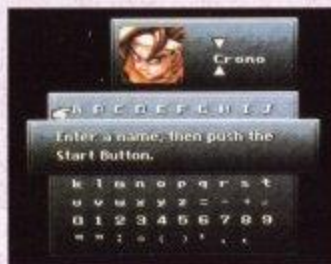 Crono
A B C D E F G H I J
Enter a name, then push the
Start Button.
k l m n o p q r s t
u v w x y z = - + .
0 1 2 3 4 5 6 7 8 9